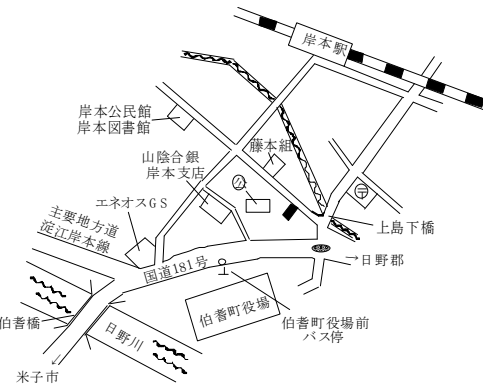 岸本駅
岸本公民館
岸本図書館
藤本組
山陰合銀
岸本支店
公
〒
エネオスGS
主要地方道
淀江岸本線
上島下橋
→日野郡
国道181号
伯耆橋
伯耆町役場
伯耆町役場前
バス停
日野川
米子市